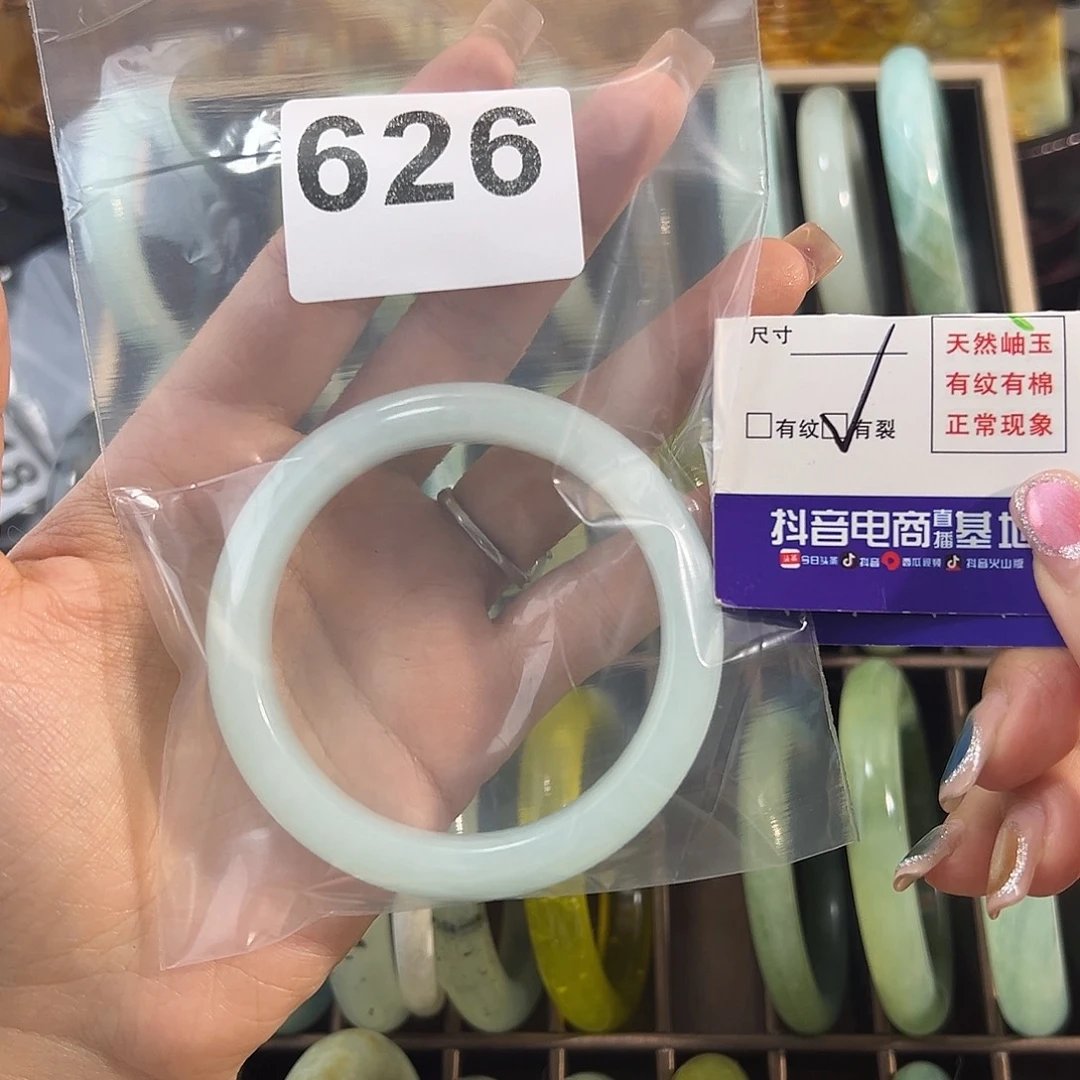 626
尺寸
天然岫玉
有纹有棉
正常现象
□有纹☑有裂
抖音电商直播基地
今日头条 抖音 西瓜视频 抖音火山版
8